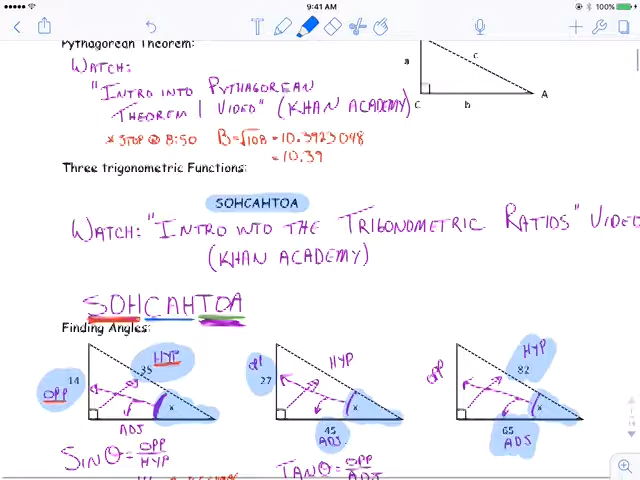 9:41 AM
Pythagorean Theorem:
WATCH:
"INTRO INTO PYTHAGOREAN
THEOREM 1 VIDEO" (KHAN ACADEMY)
* STOP @ 8:50 B=√108 = 10.3923048
= 10.39
a
c
c
b
A
Three trigonometric Functions:
SOHCAHTOA
WATCH: "INTRO INTO THE TRIGONOMETRIC RATIOS" VIDEO
(KHAN ACADEMY)
SOHCAHTOA
Finding Angles:
HYP
35
OPP
14
x
ADJ
HYP
27
x
45
ADJ
HYP
82
OPP
x
65
ADJ
SINθ = OPP/HYP
TANθ = OPP/ADJ